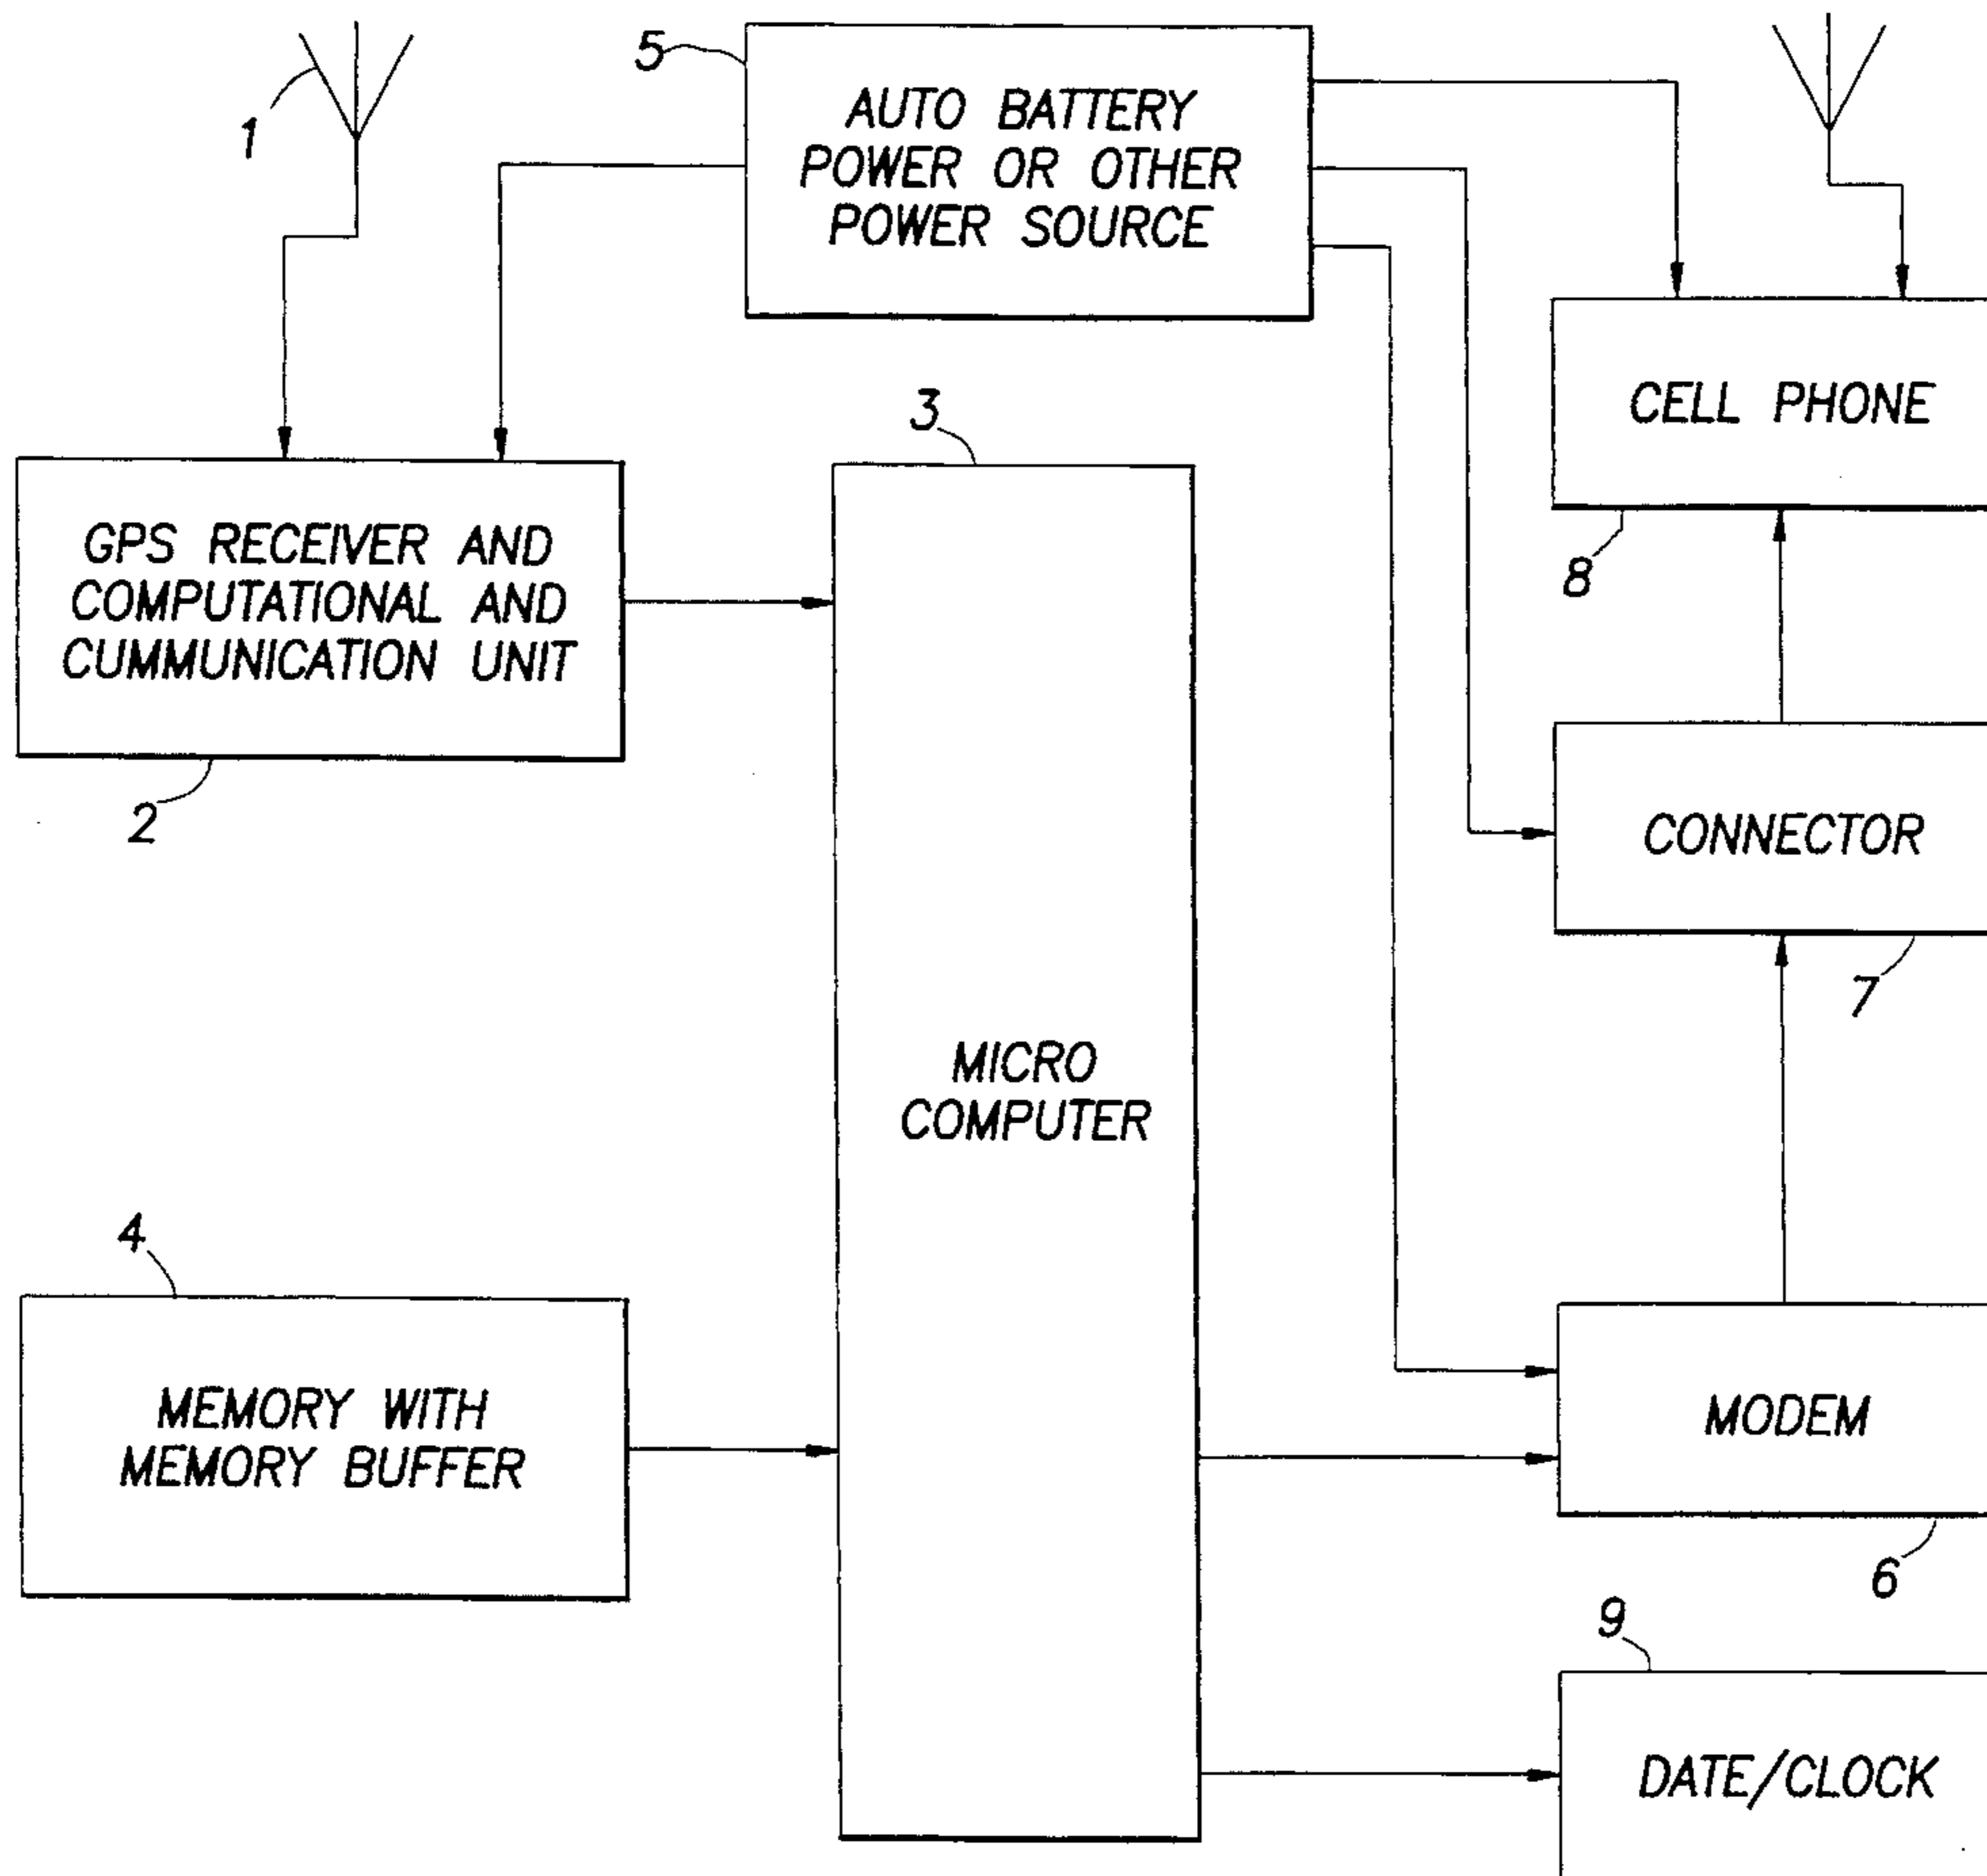 1
5
AUTO BATTERY
POWER OR OTHER
POWER SOURCE
CELL PHONE
8
3
GPS RECEIVER AND
COMPUTATIONAL AND
CUMMUNICATION UNIT
2
CONNECTOR
7
MICRO
COMPUTER
4
MEMORY WITH
MEMORY BUFFER
MODEM
6
9
DATE/CLOCK